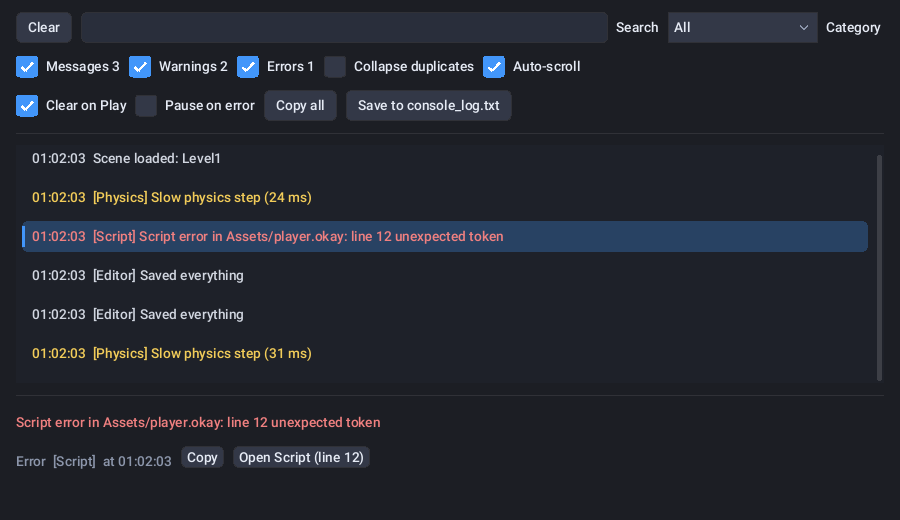 Clear Search All Category
Messages 3 Warnings 2 Errors 1 Collapse duplicates Auto-scroll
Clear on Play Pause on error Copy all Save to console_log.txt
01:02:03 Scene loaded: Level1
01:02:03 [Physics] Slow physics step (24 ms)
01:02:03 [Script] Script error in Assets/player.okay: line 12 unexpected token
01:02:03 [Editor] Saved everything
01:02:03 [Editor] Saved everything
01:02:03 [Physics] Slow physics step (31 ms)
Script error in Assets/player.okay: line 12 unexpected token
Error [Script] at 01:02:03 Copy Open Script (line 12)